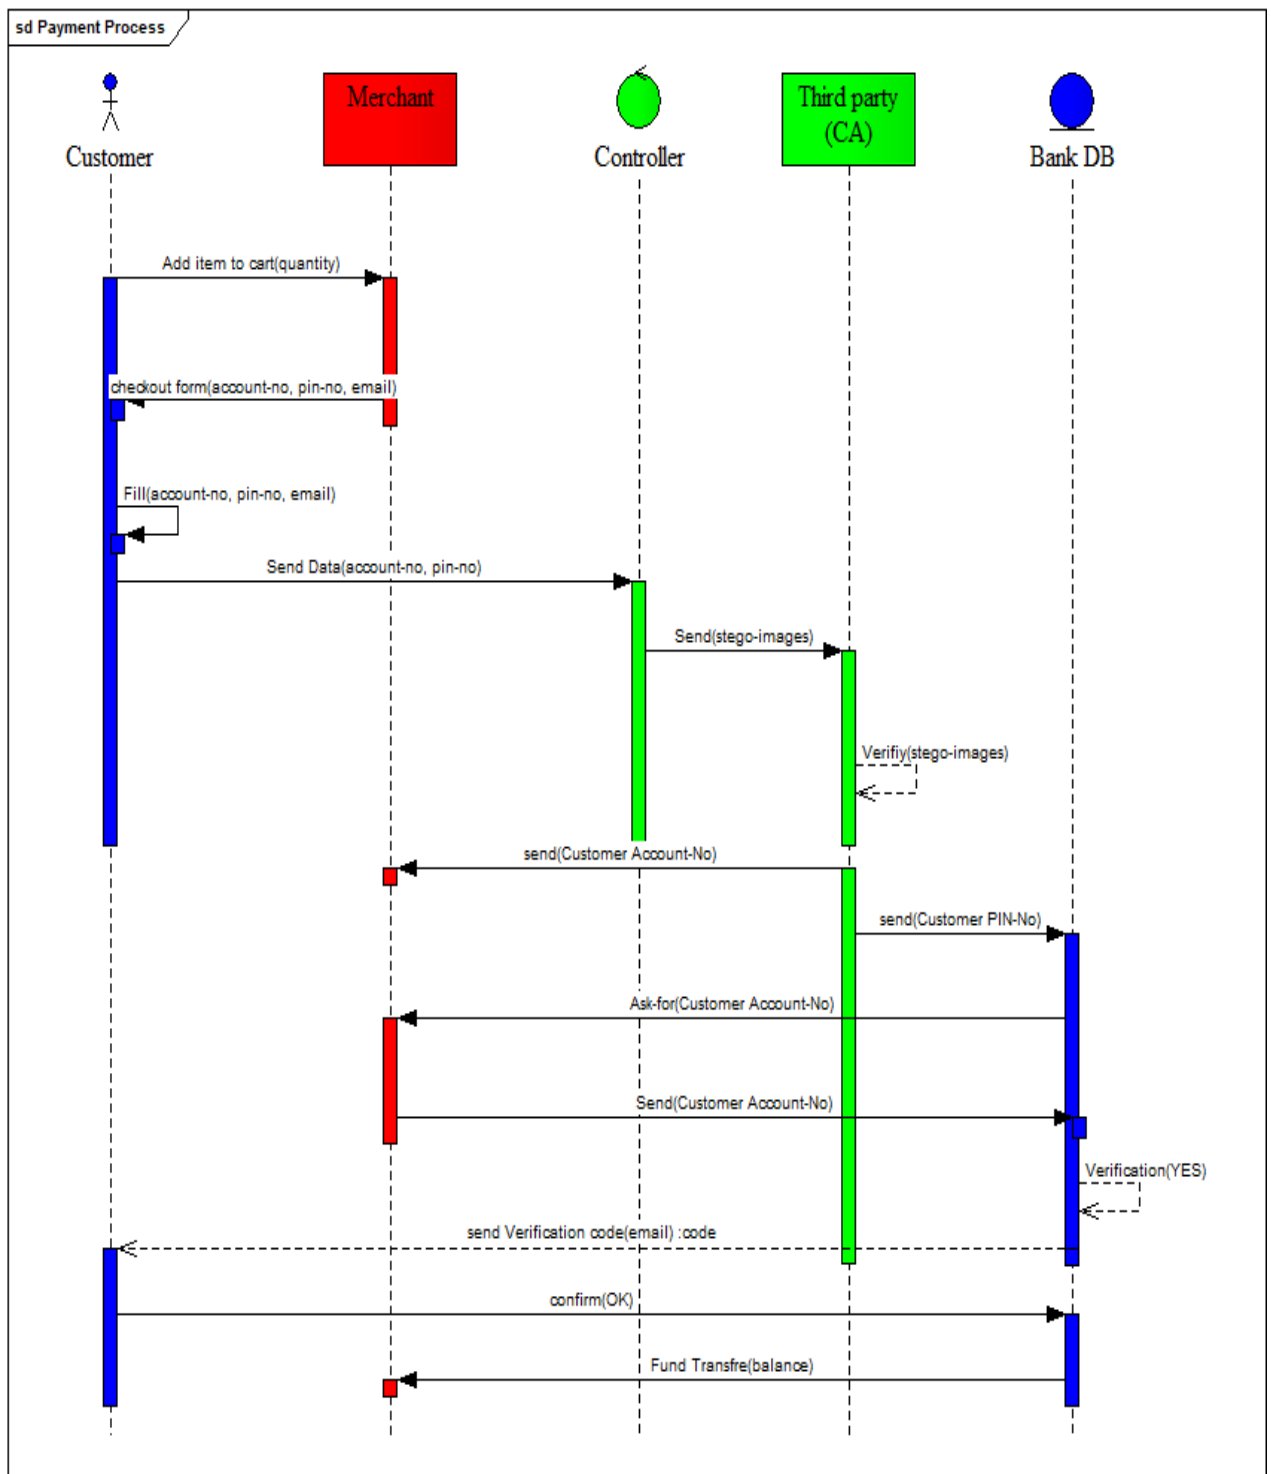 sd Payment Process
Merchant
Third party
(CA)
Customer
Controller
Bank DB
Add item to cart(quantity)
checkout form(account-no, pin-no, email)
Fill(account-no, pin-no, email)
Send Data(account-no, pin-no)
Send(stego-images)
Verifiy(stego-images)
send(Customer Account-No)
send(Customer PIN-No)
Ask-for(Customer Account-No)
Send(Customer Account-No)
Verification(YES)
send Verification code(email) :code
confirm(OK)
Fund Transfre(balance)